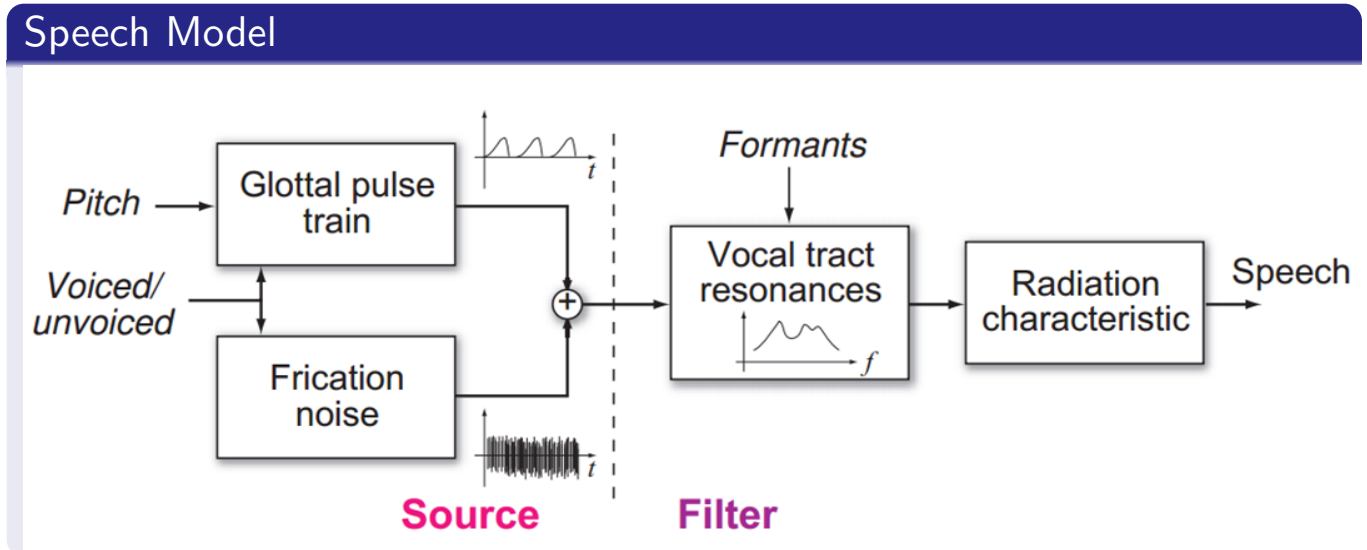 Speech Model
Pitch
Glottal pulse
train
t
Voiced/
unvoiced
Frication
noise
t
+
Source
Formants
Vocal tract
resonances
f
Filter
Radiation
characteristic
Speech